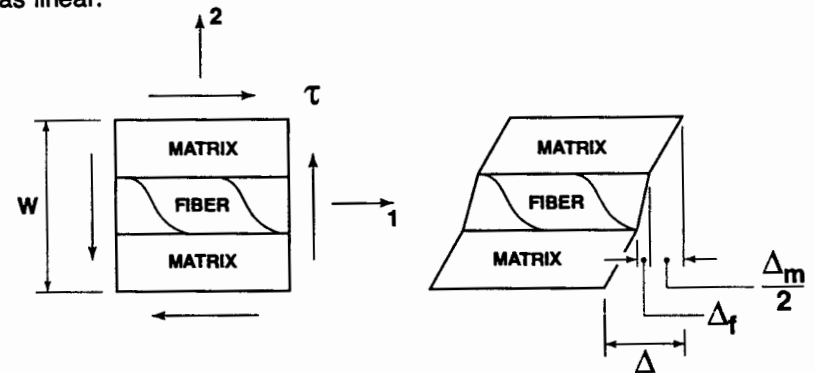 as linear.
2
τ
MATRIX
W
FIBER
1
MATRIX
MATRIX
FIBER
MATRIX
Δm
2
Δf
Δ